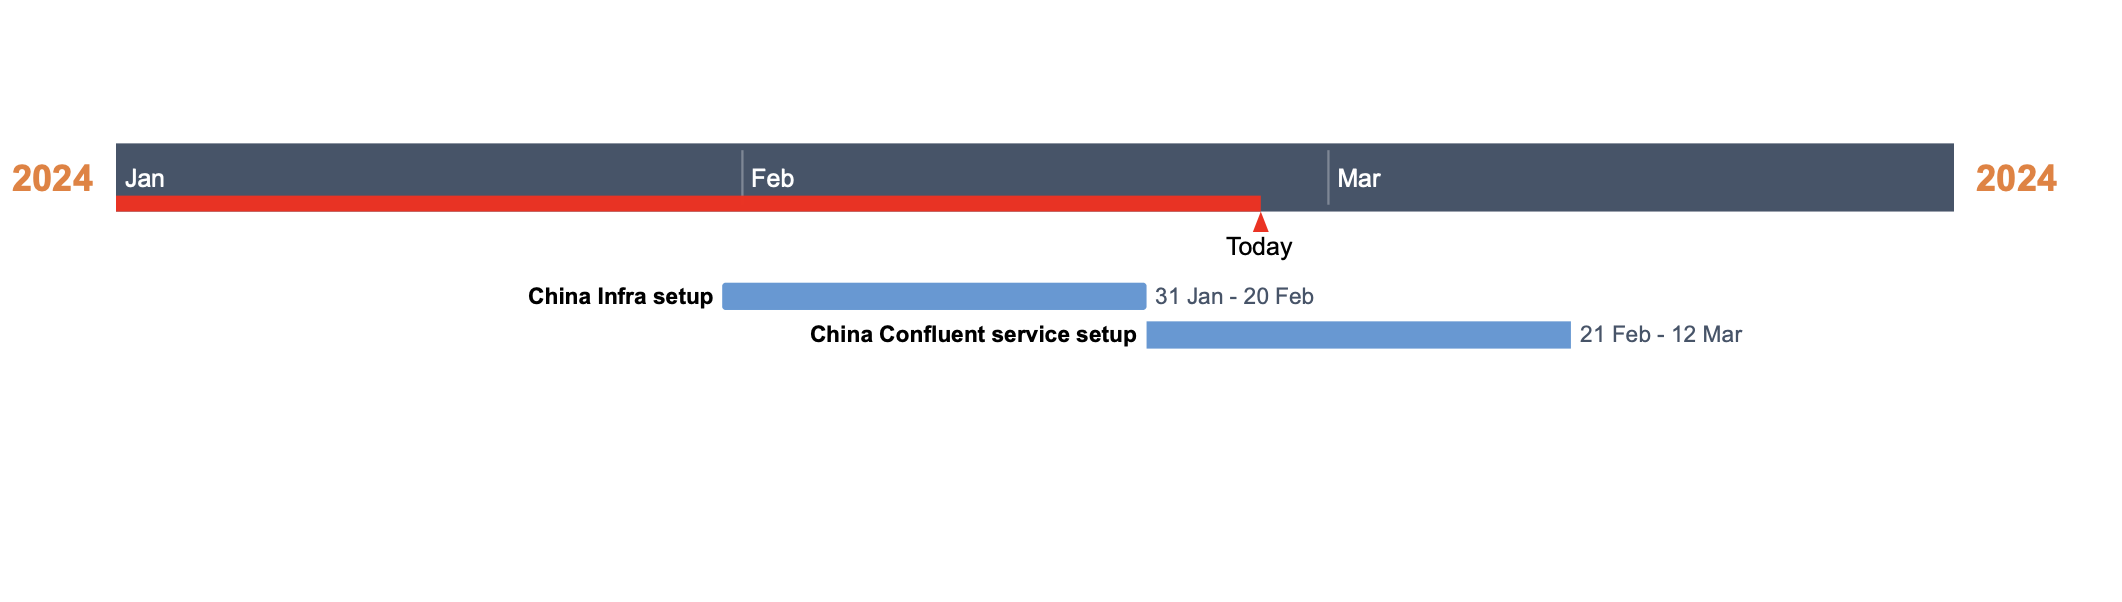 2024 Jan Feb Mar 2024
Today
China Infra setup 31 Jan - 20 Feb
China Confluent service setup 21 Feb - 12 Mar